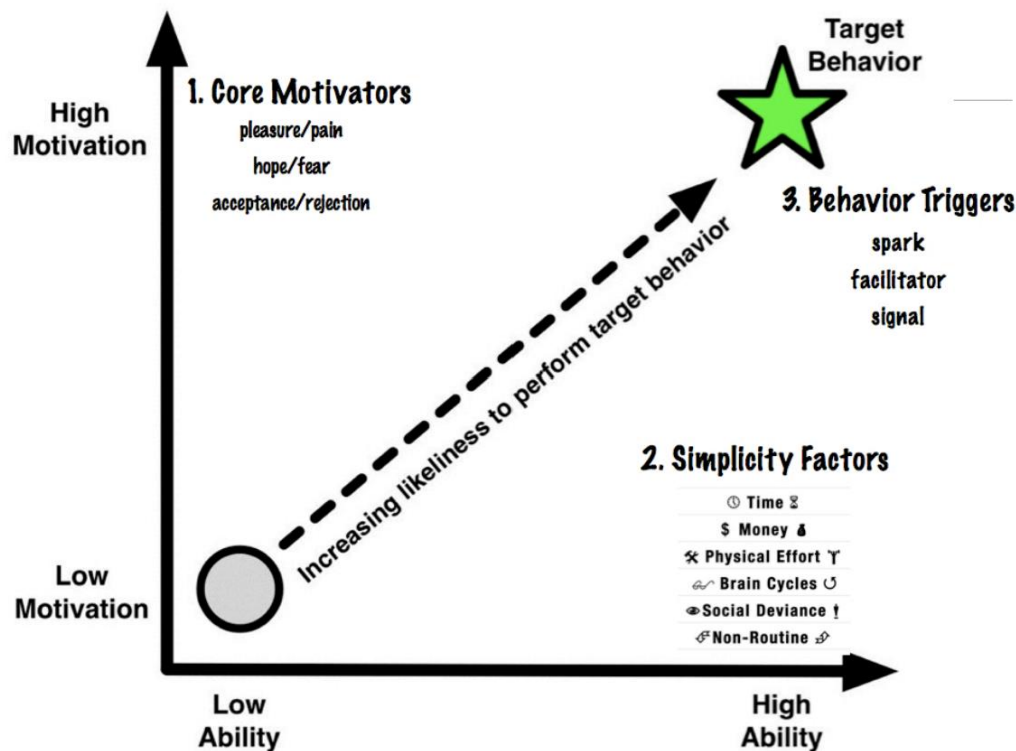 Target
Behavior
High
Motivation
1. Core Motivators
pleasure/pain
hope/fear
acceptance/rejection
3. Behavior Triggers
spark
facilitator
signal
Increasing likeliness to perform target behavior
2. Simplicity Factors
Time
$ Money
Physical Effort
Brain Cycles
Social Deviance
Non-Routine
Low
Motivation
Low
Ability
High
Ability